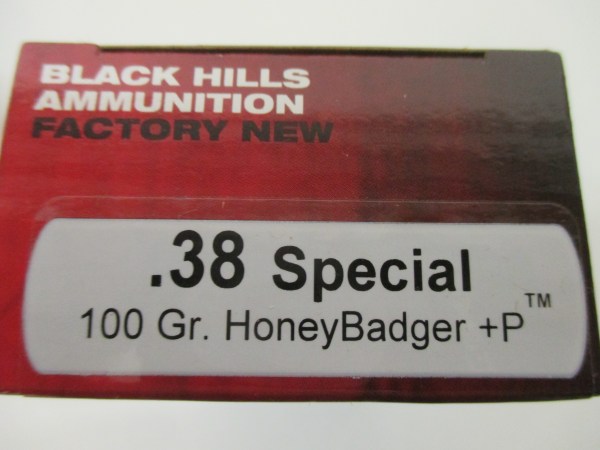 BLACK HILLS
AMMUNITION
FACTORY NEW
.38 Special
100 Gr. HoneyBadger +P™